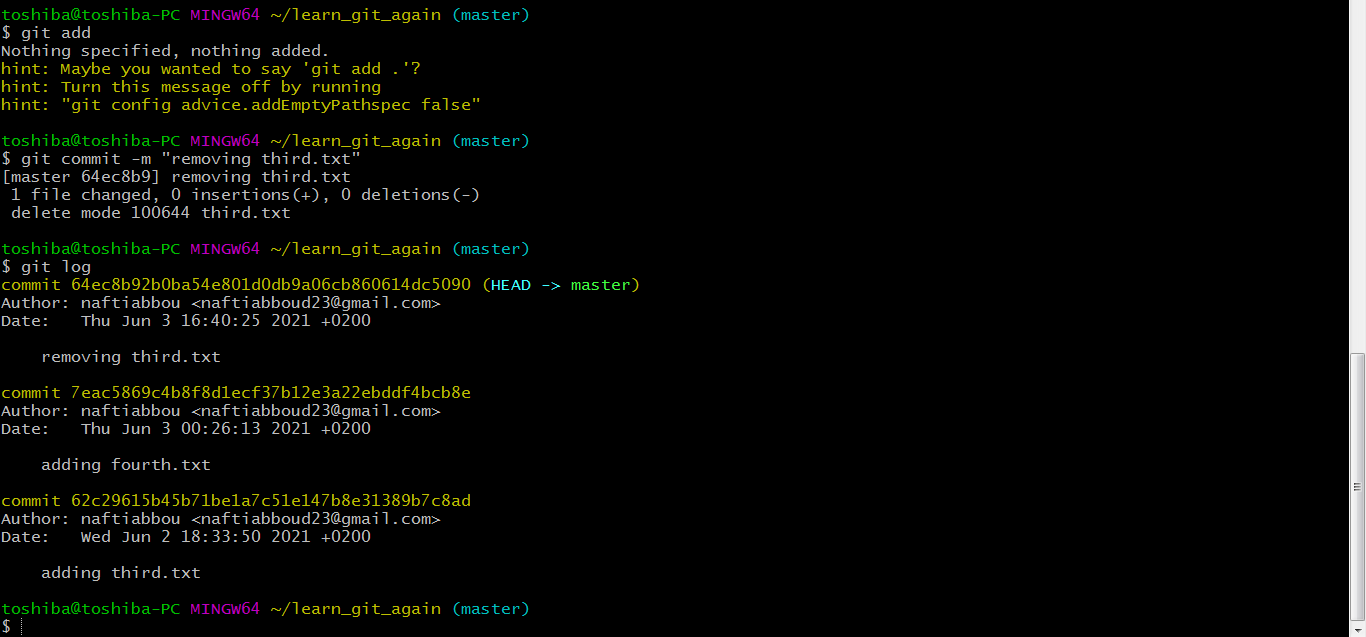 toshiba@toshiba-PC MINGW64 ~/learn_git_again (master)
$ git add
Nothing specified, nothing added.
hint: Maybe you wanted to say 'git add .'?
hint: Turn this message off by running
hint: "git config advice.addEmptyPathspec false"
toshiba@toshiba-PC MINGW64 ~/learn_git_again (master)
$ git commit -m "removing third.txt"
[master 64ec8b9] removing third.txt
 1 file changed, 0 insertions(+), 0 deletions(-)
 delete mode 100644 third.txt
toshiba@toshiba-PC MINGW64 ~/learn_git_again (master)
$ git log
commit 64ec8b92b0ba54e801d0db9a06cb860614dc5090 (HEAD -> master)
Author: naftiabbou <naftiabboud23@gmail.com>
Date:   Thu Jun 3 16:40:25 2021 +0200
    removing third.txt
commit 7eac5869c4b8f8d1ecf37b12e3a22ebddf4bcb8e
Author: naftiabbou <naftiabboud23@gmail.com>
Date:   Thu Jun 3 00:26:13 2021 +0200
    adding fourth.txt
commit 62c29615b45b71be1a7c51e147b8e31389b7c8ad
Author: naftiabbou <naftiabboud23@gmail.com>
Date:   Wed Jun 2 18:33:50 2021 +0200
    adding third.txt
toshiba@toshiba-PC MINGW64 ~/learn_git_again (master)
$